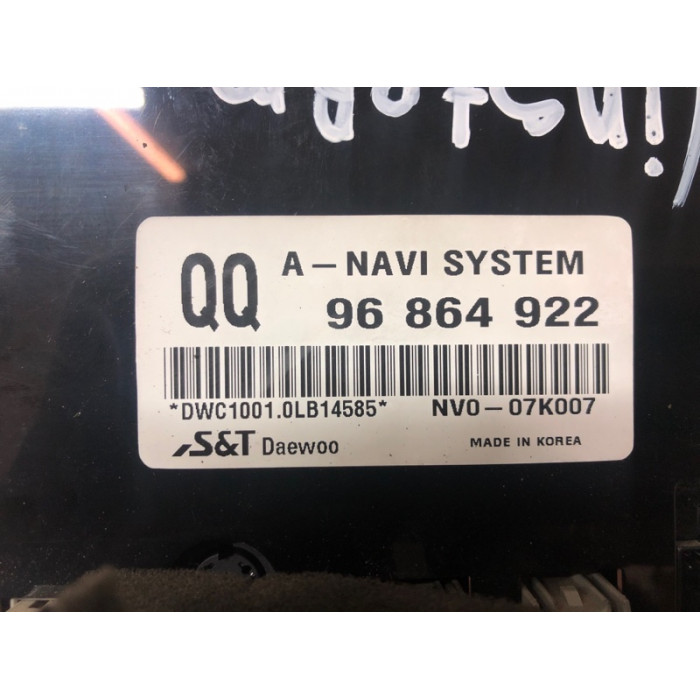 QQ
A–NAVI SYSTEM
96 864 922
*DWC1001.0LB14585*
NV0–07K007
S&T Daewoo
MADE IN KOREA